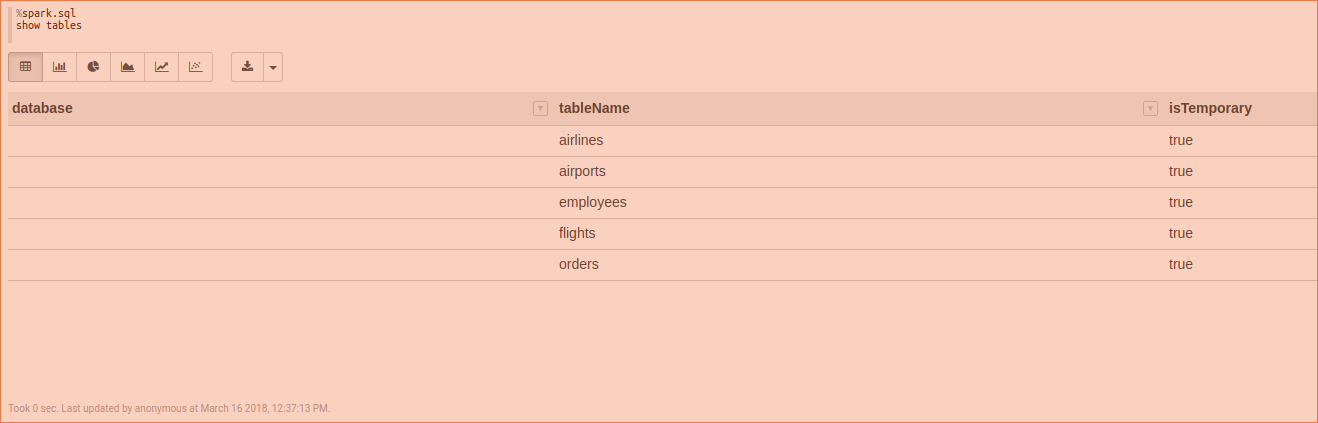 %spark.sql
show tables
database tableName isTemporary
airlines true
airports true
employees true
flights true
orders true
Took 0 sec. Last updated by anonymous at March 16 2018, 12:37:13 PM.